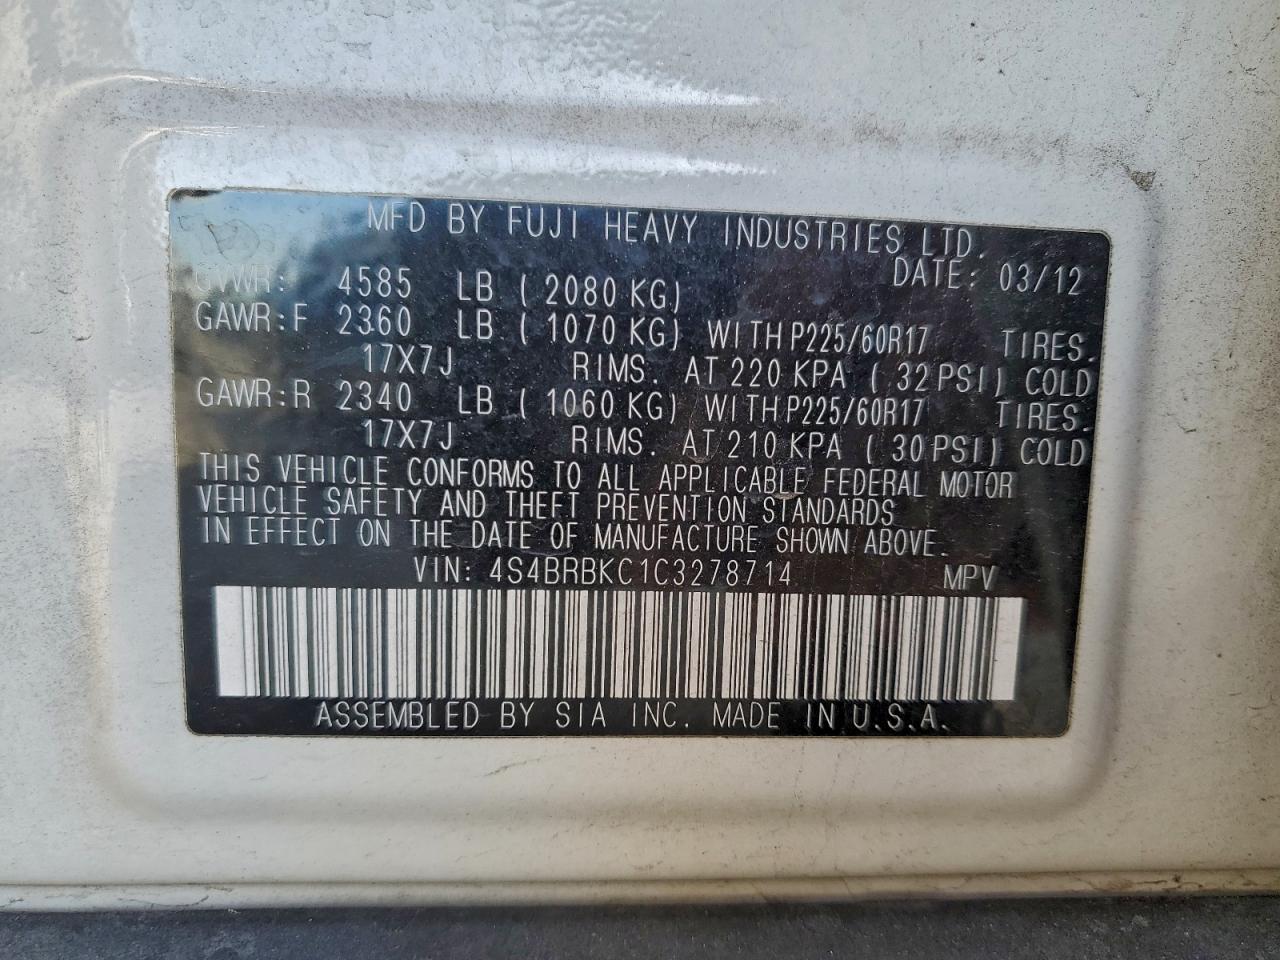 MFD BY FUJI HEAVY INDUSTRIES LTD.
DATE: 03/12
GVWR: 4585 LB ( 2080 KG)
GAWR:F 2360 LB ( 1070 KG) WITH P225/60R17 TIRES.
17X7J RIMS. AT 220 KPA ( 32 PSI) COLD
GAWR:R 2340 LB ( 1060 KG) WITH P225/60R17 TIRES.
17X7J RIMS. AT 210 KPA ( 30 PSI) COLD
THIS VEHICLE CONFORMS TO ALL APPLICABLE FEDERAL MOTOR
VEHICLE SAFETY AND THEFT PREVENTION STANDARDS
IN EFFECT ON THE DATE OF MANUFACTURE SHOWN ABOVE.
VIN: 4S4BRBKC1C3278714 MPV
ASSEMBLED BY SIA INC. MADE IN U.S.A.